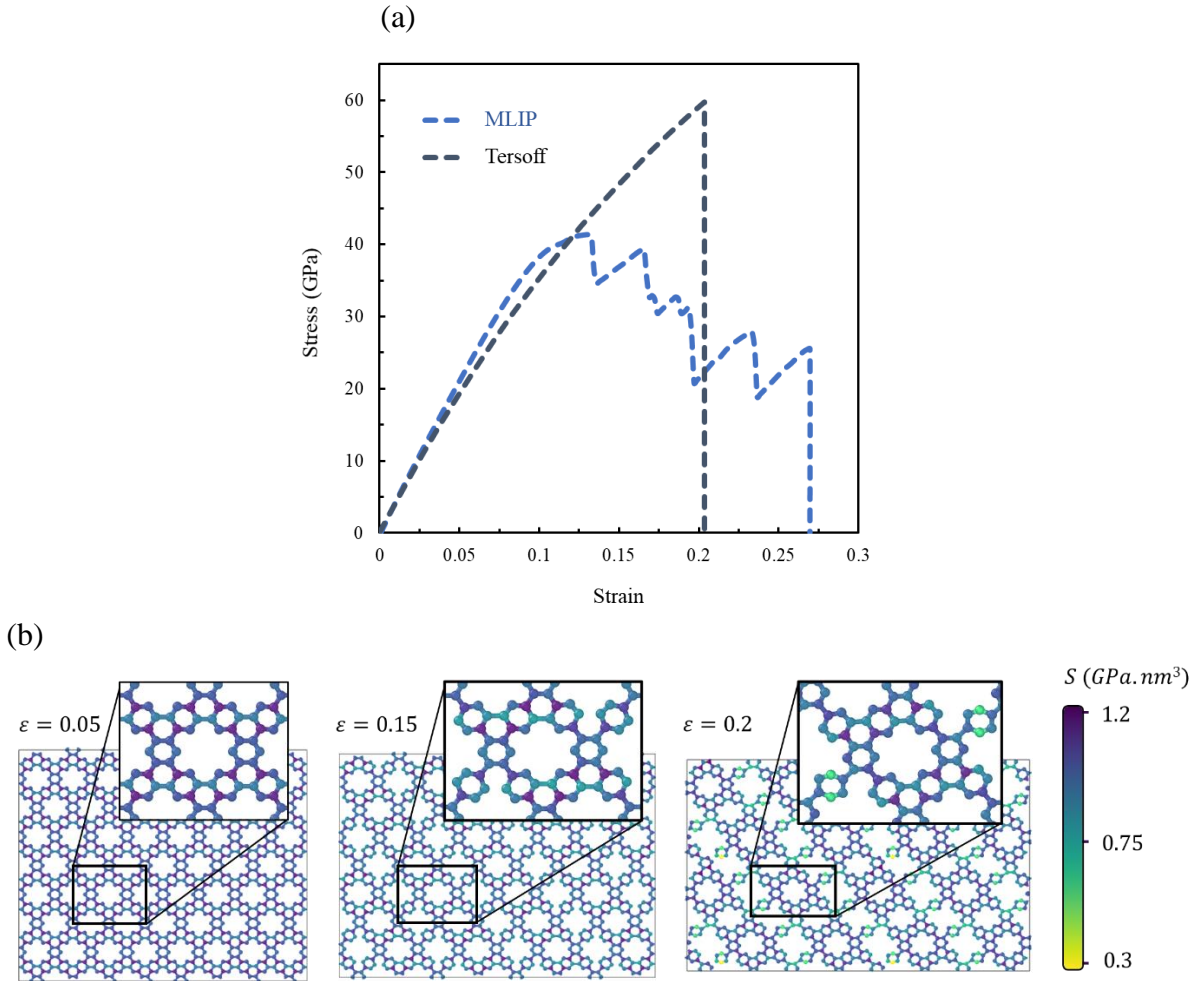 (a)
60
50
40
30
20
10
0
Stress (GPa)
MLIP
Tersoff
0 0.05 0.1 0.15 0.2 0.25 0.3
Strain
(b)
ε = 0.05
ε = 0.15
ε = 0.2
S (GPa.nm³)
1.2
0.75
0.3